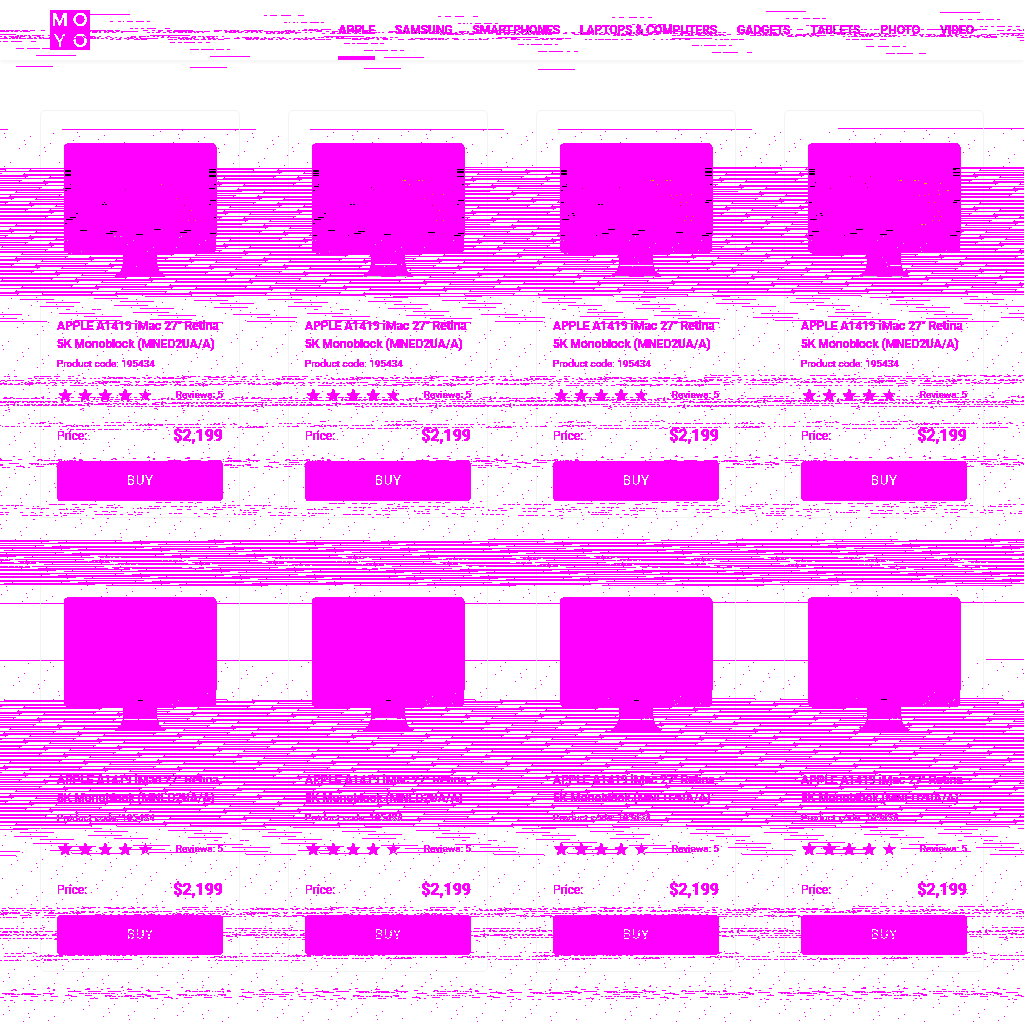 MO
YO
APPLE SAMSUNG SMARTPHONES LAPTOPS & COMPUTERS GADGETS TABLETS PHOTO VIDEO
APPLE A1419 iMac 27" Retina
5K Monoblock (MNED2UA/A)
Product code: 195434
Reviews: 5
Price: $2,199
BUY
APPLE A1419 iMac 27" Retina
5K Monoblock (MNED2UA/A)
Product code: 195434
Reviews: 5
Price: $2,199
BUY
APPLE A1419 iMac 27" Retina
5K Monoblock (MNED2UA/A)
Product code: 195434
Reviews: 5
Price: $2,199
BUY
APPLE A1419 iMac 27" Retina
5K Monoblock (MNED2UA/A)
Product code: 195434
Reviews: 5
Price: $2,199
BUY
APPLE A1419 iMac 27" Retina
5K Monoblock (MNED2UA/A)
Product code: 195434
Reviews: 5
Price: $2,199
BUY
APPLE A1419 iMac 27" Retina
5K Monoblock (MNED2UA/A)
Product code: 195434
Reviews: 5
Price: $2,199
BUY
APPLE A1419 iMac 27" Retina
5K Monoblock (MNED2UA/A)
Product code: 195434
Reviews: 5
Price: $2,199
BUY
APPLE A1419 iMac 27" Retina
5K Monoblock (MNED2UA/A)
Product code: 195434
Reviews: 5
Price: $2,199
BUY